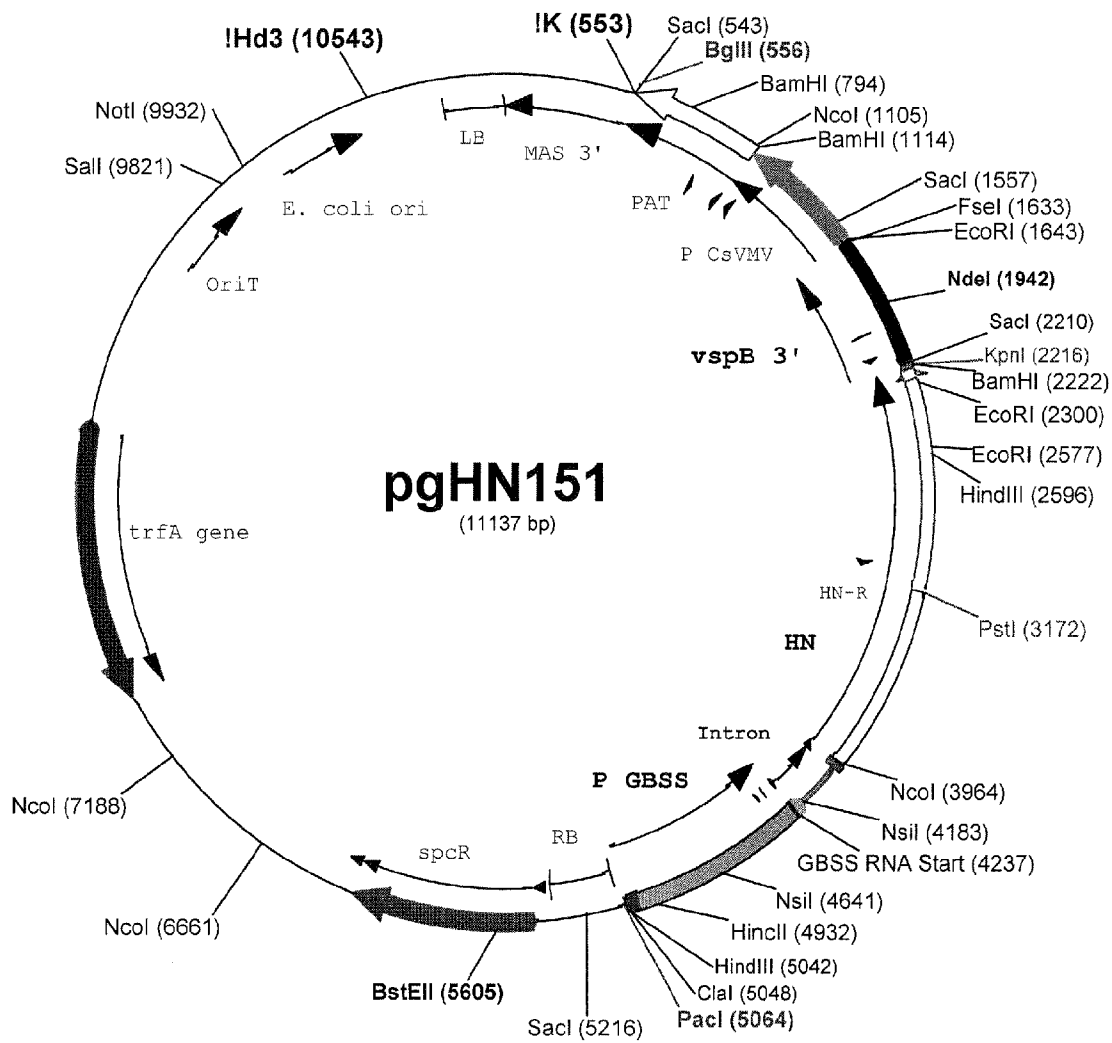 !Hd3 (10543)
!K (553)
SacI (543)
BglII (556)
BamHI (794)
NcoI (1105)
BamHI (1114)
NotI (9932)
SalI (9821)
LB
MAS 3'
PAT
P CsVMV
E. coli ori
OriT
SacI (1557)
FseI (1633)
EcoRI (1643)
NdeI (1942)
vspB 3'
SacI (2210)
KpnI (2216)
BamHI (2222)
EcoRI (2300)
EcoRI (2577)
HindIII (2596)
pgHN151
(11137 bp)
trfA gene
HN-R
PstI (3172)
HN
Intron
P GBSS
NcoI (3964)
NsiI (4183)
GBSS RNA Start (4237)
NcoI (7188)
spcR
RB
NsiI (4641)
HincII (4932)
NcoI (6661)
HindIII (5042)
ClaI (5048)
PacI (5064)
BstEII (5605)
SacI (5216)